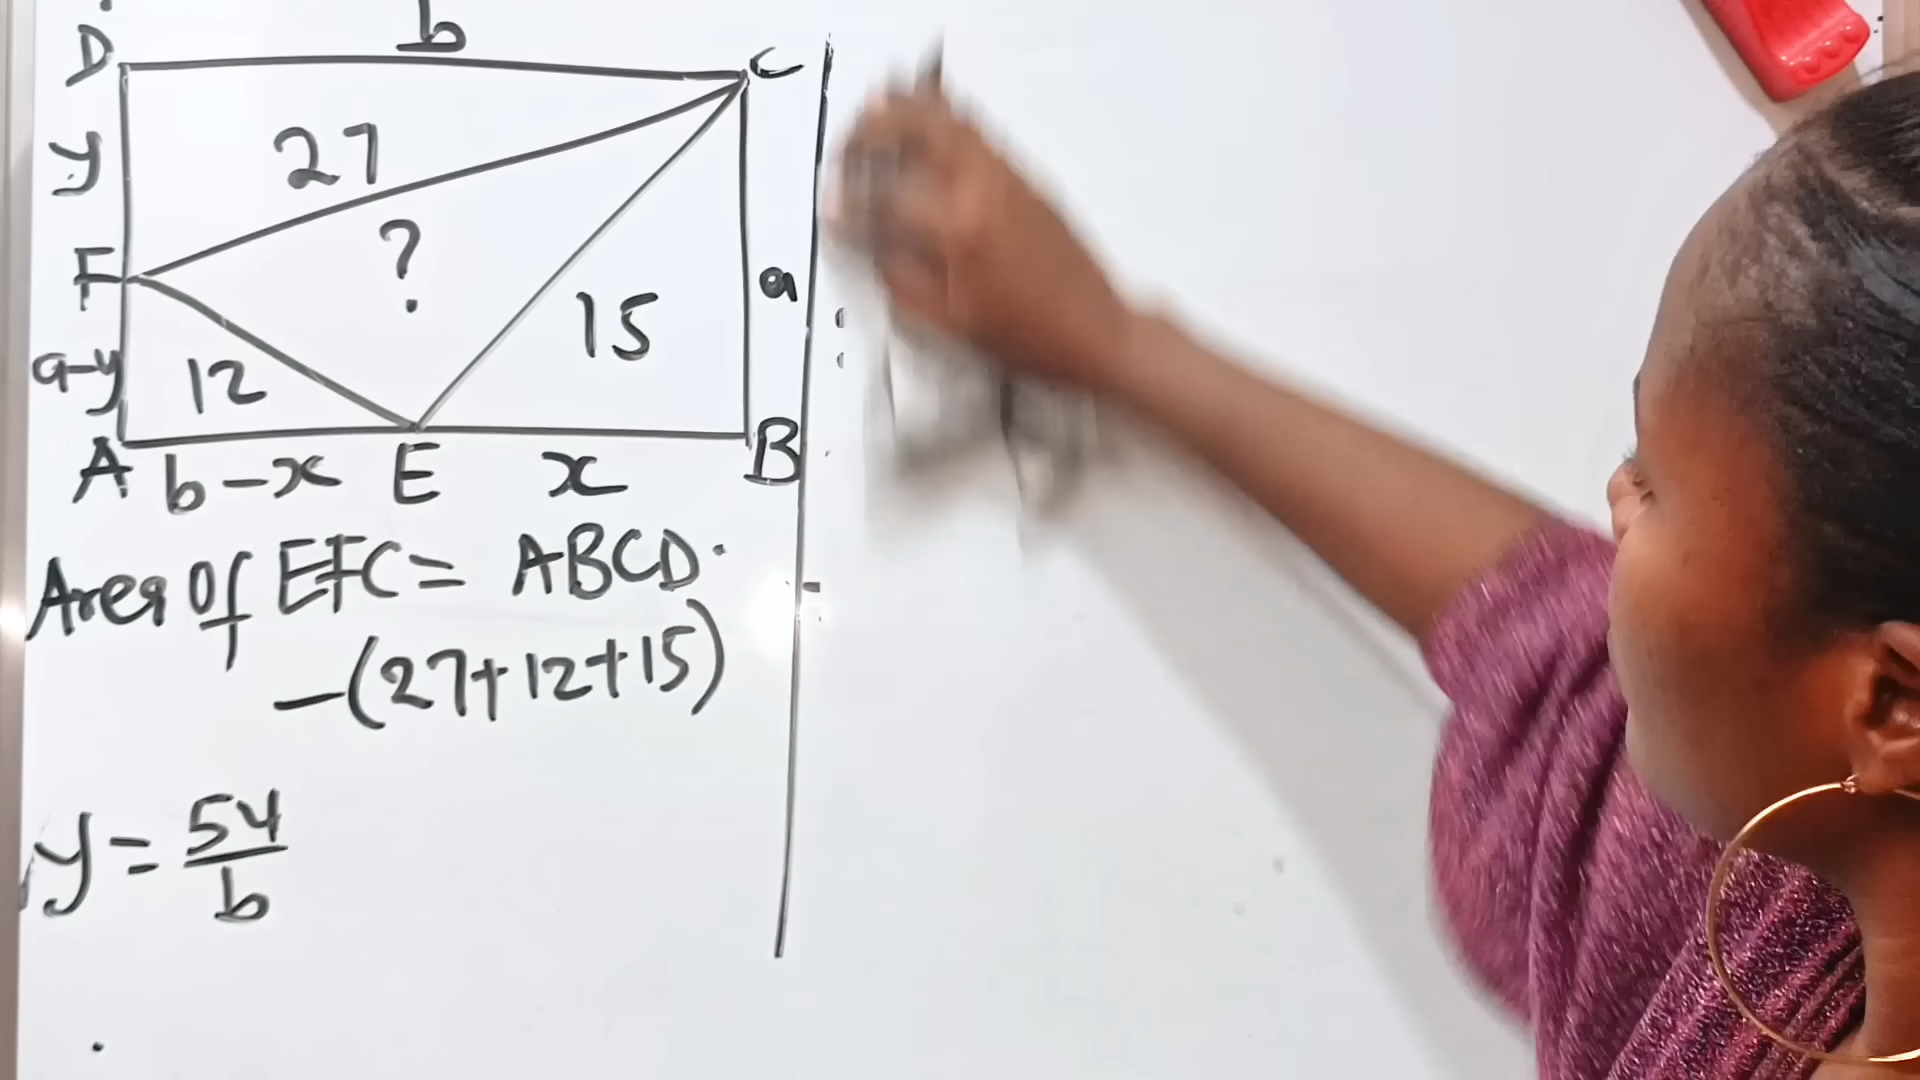 b
D
C
y
27
F
?
a
15
a-y
12
A b-x E x B
Area of EFC = ABCD
-(27+12+15)
y = 54/b